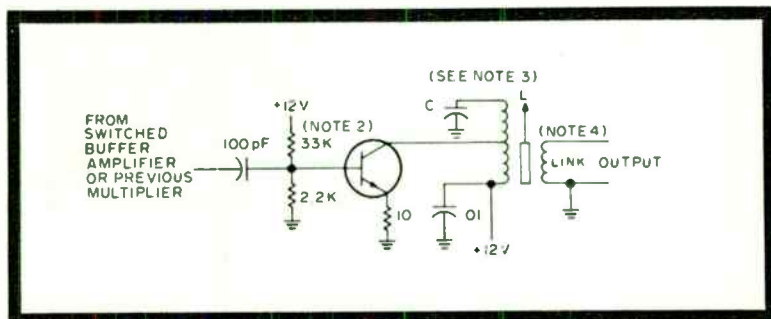 (SEE NOTE 3)
L
C
+12V
(NOTE 2)
(NOTE 4)
FROM
SWITCHED
BUFFER
AMPLIFIER
OR PREVIOUS
MULTIPLIER
100pF
33K
2.2K
10
01
+12V
LINK OUTPUT